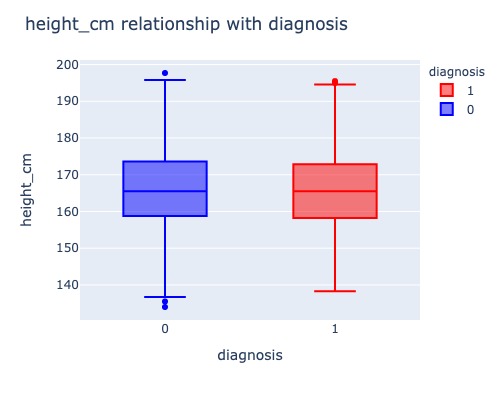 height_cm relationship with diagnosis
200
190
180
170
160
150
140
height_cm
0
1
diagnosis
diagnosis
1
0